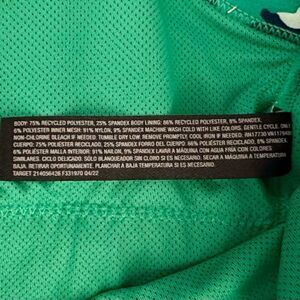 BODY: 75% RECYCLED POLYESTER, 25% SPANDEX BODY LINING: 86% RECYCLED POLYESTER, 8% SPANDEX,
6% POLYESTER INNER MESH: 91% NYLON, 9% SPANDEX MACHINE WASH COLD WITH LIKE COLORS. GENTLE CYCLE. ONLY
NON-CHLORINE BLEACH IF NEEDED. TUMBLE DRY LOW. REMOVE PROMPTLY. COOL IRON IF NEEDED. RN17730
CUERPO: 75% POLIÉSTER RECICLADO, 25% SPANDEX FORRO DEL CUERPO: 86% POLIÉSTER RECICLADO, 8% SPANDEX,
6% POLIÉSTER MALLA INTERIOR: 91% NAILON, 9% SPANDEX LAVAR A MÁQUINA CON AGUA FRÍA CON COLORES
SIMILARES. CICLO DELICADO. SÓLO BLANQUEADOR SIN CLORO SI ES NECESARIO. SECAR A MÁQUINA A TEMPERATURA
BAJA. RETIRAR OPORTUNAMENTE. PLANCHAR A BAJA TEMPERATURA SI ES NECESARIO.
TARGET 214056426 F331970 04/22